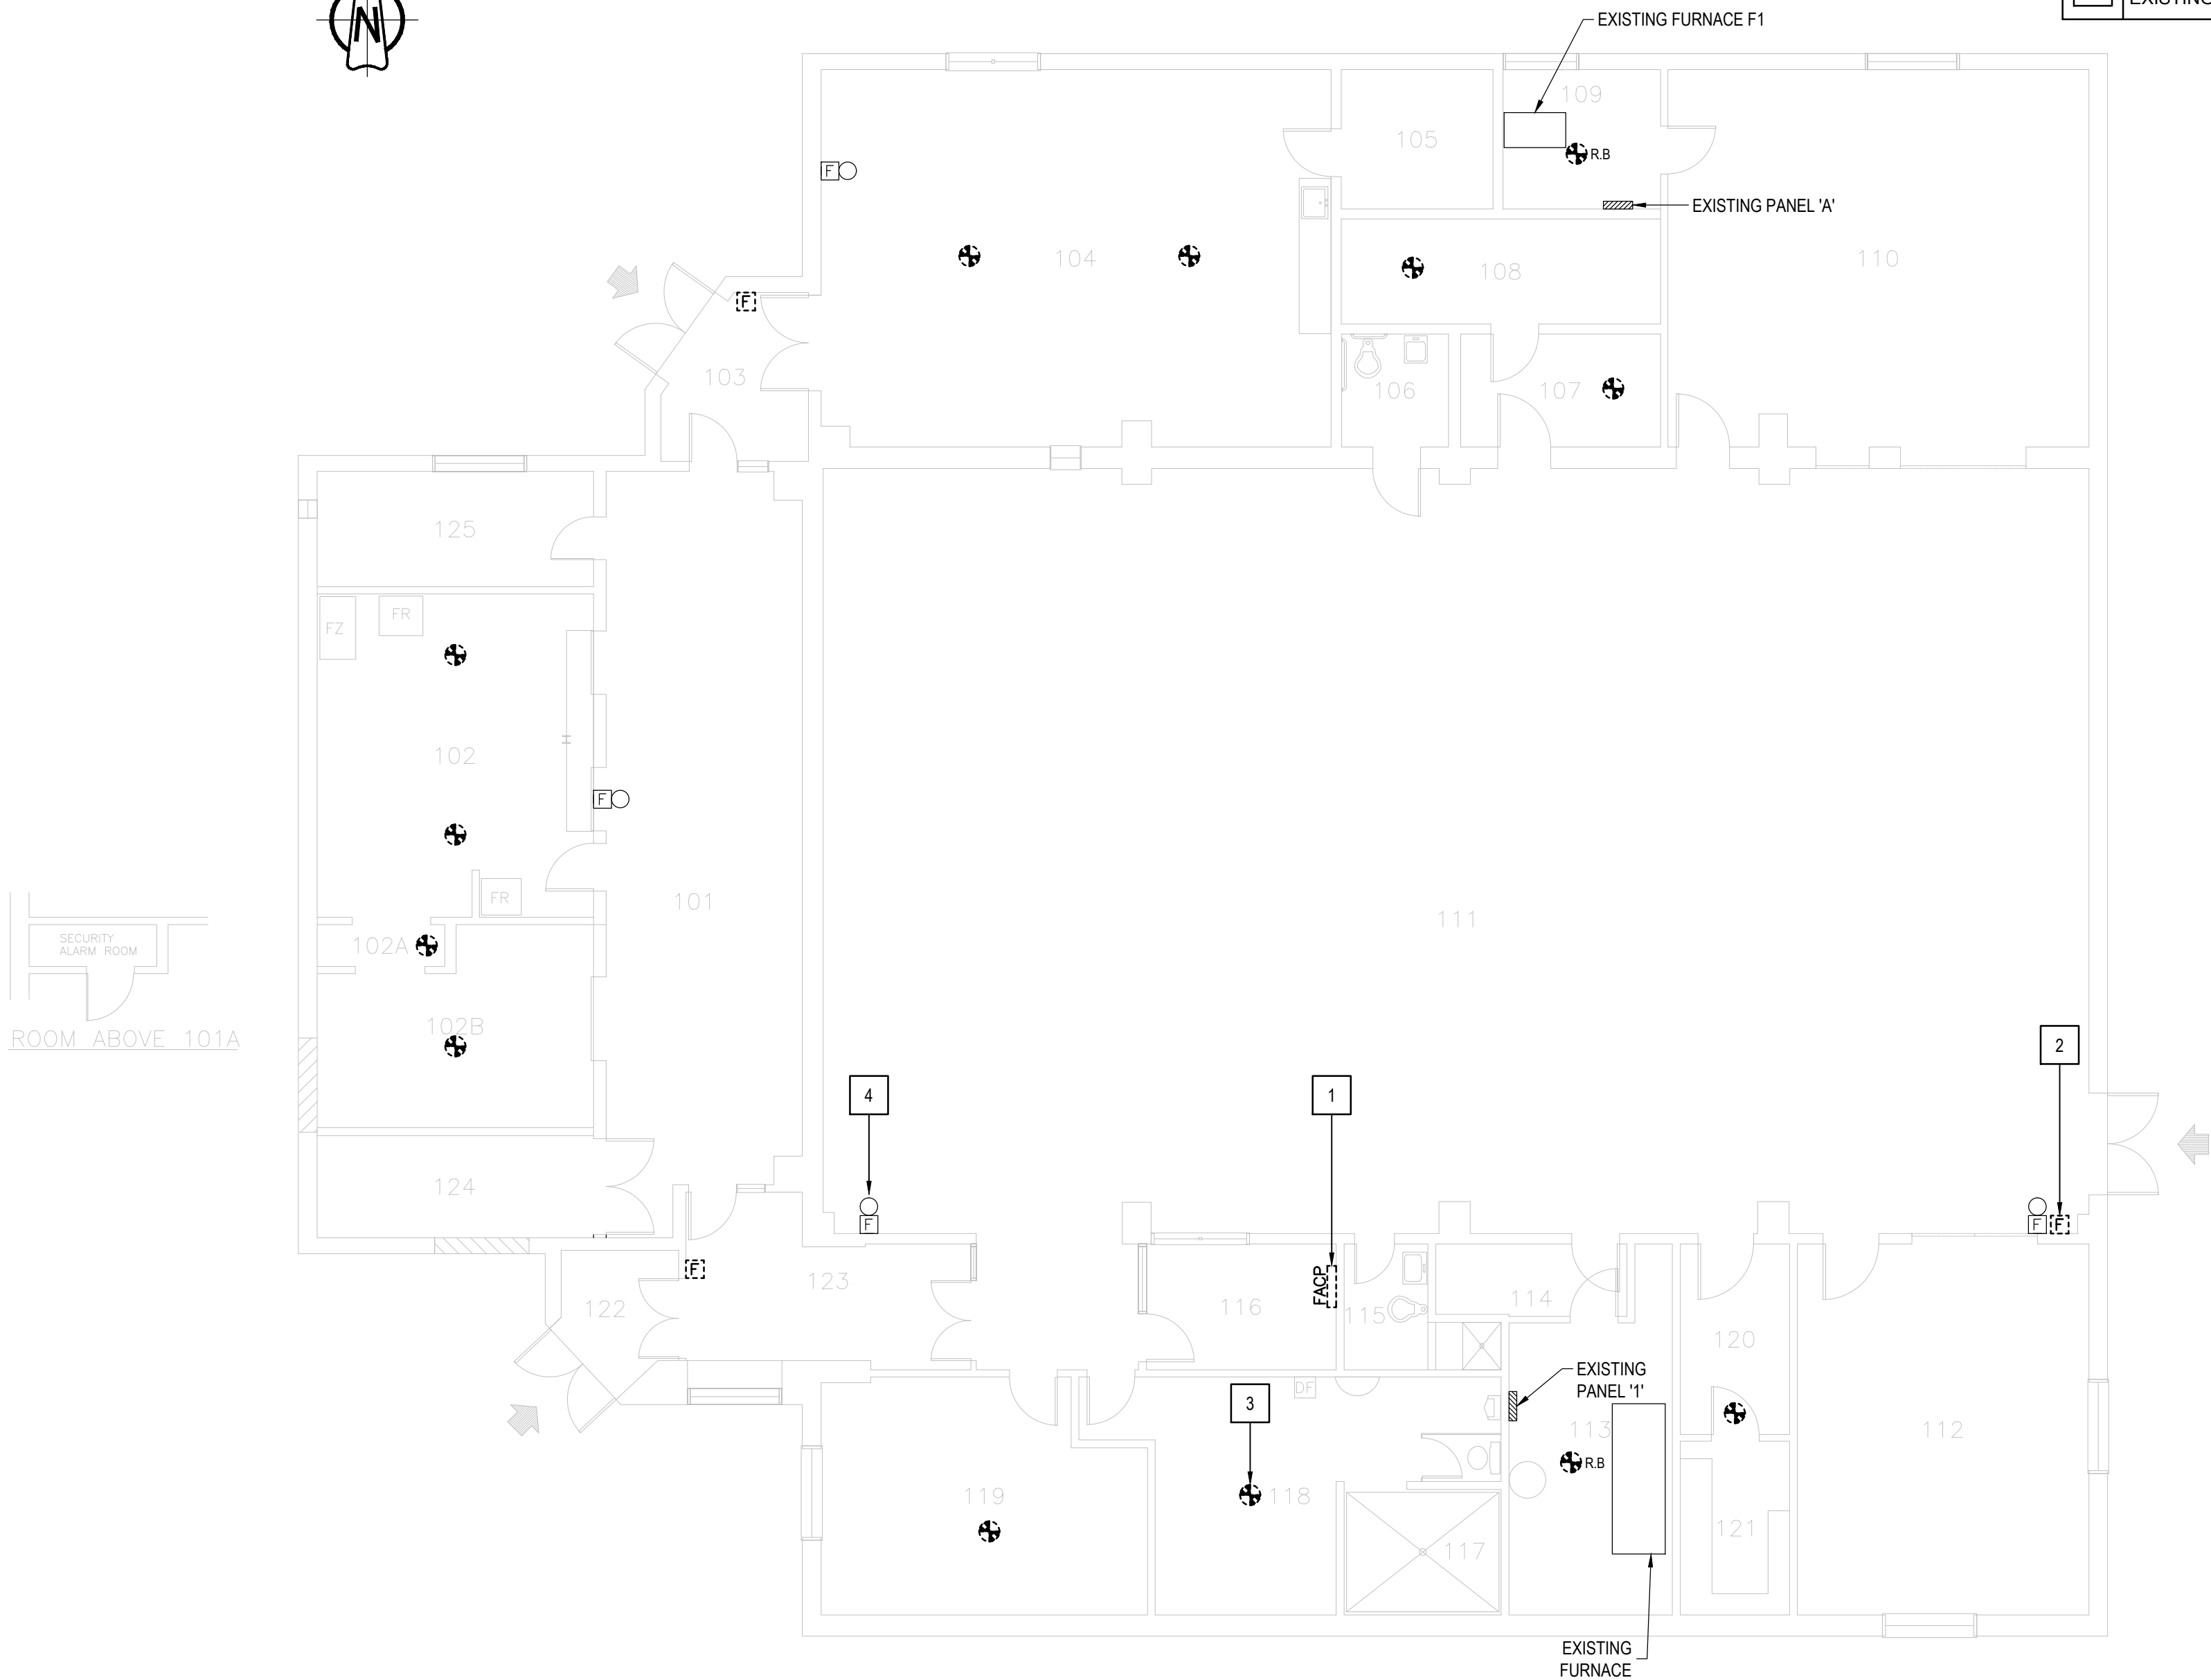 N
EXISTING
EXISTING FURNACE F1
109
105
R.B
F
EXISTING PANEL 'A'
104
108
110
F
103
106
107
125
FZ
FR
102
F
FR
101
111
SECURITY
ALARM ROOM
102A
102B
ROOM ABOVE 101A
2
4
1
124
F
F
F
F
123
122
116
FACP
115
114
120
EXISTING
PANEL '1'
DF
3
113
112
R.B
119
118
121
117
EXISTING
FURNACE